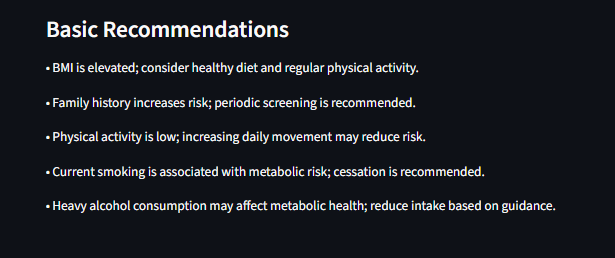 Basic Recommendations
• BMI is elevated; consider healthy diet and regular physical activity.
• Family history increases risk; periodic screening is recommended.
• Physical activity is low; increasing daily movement may reduce risk.
• Current smoking is associated with metabolic risk; cessation is recommended.
• Heavy alcohol consumption may affect metabolic health; reduce intake based on guidance.